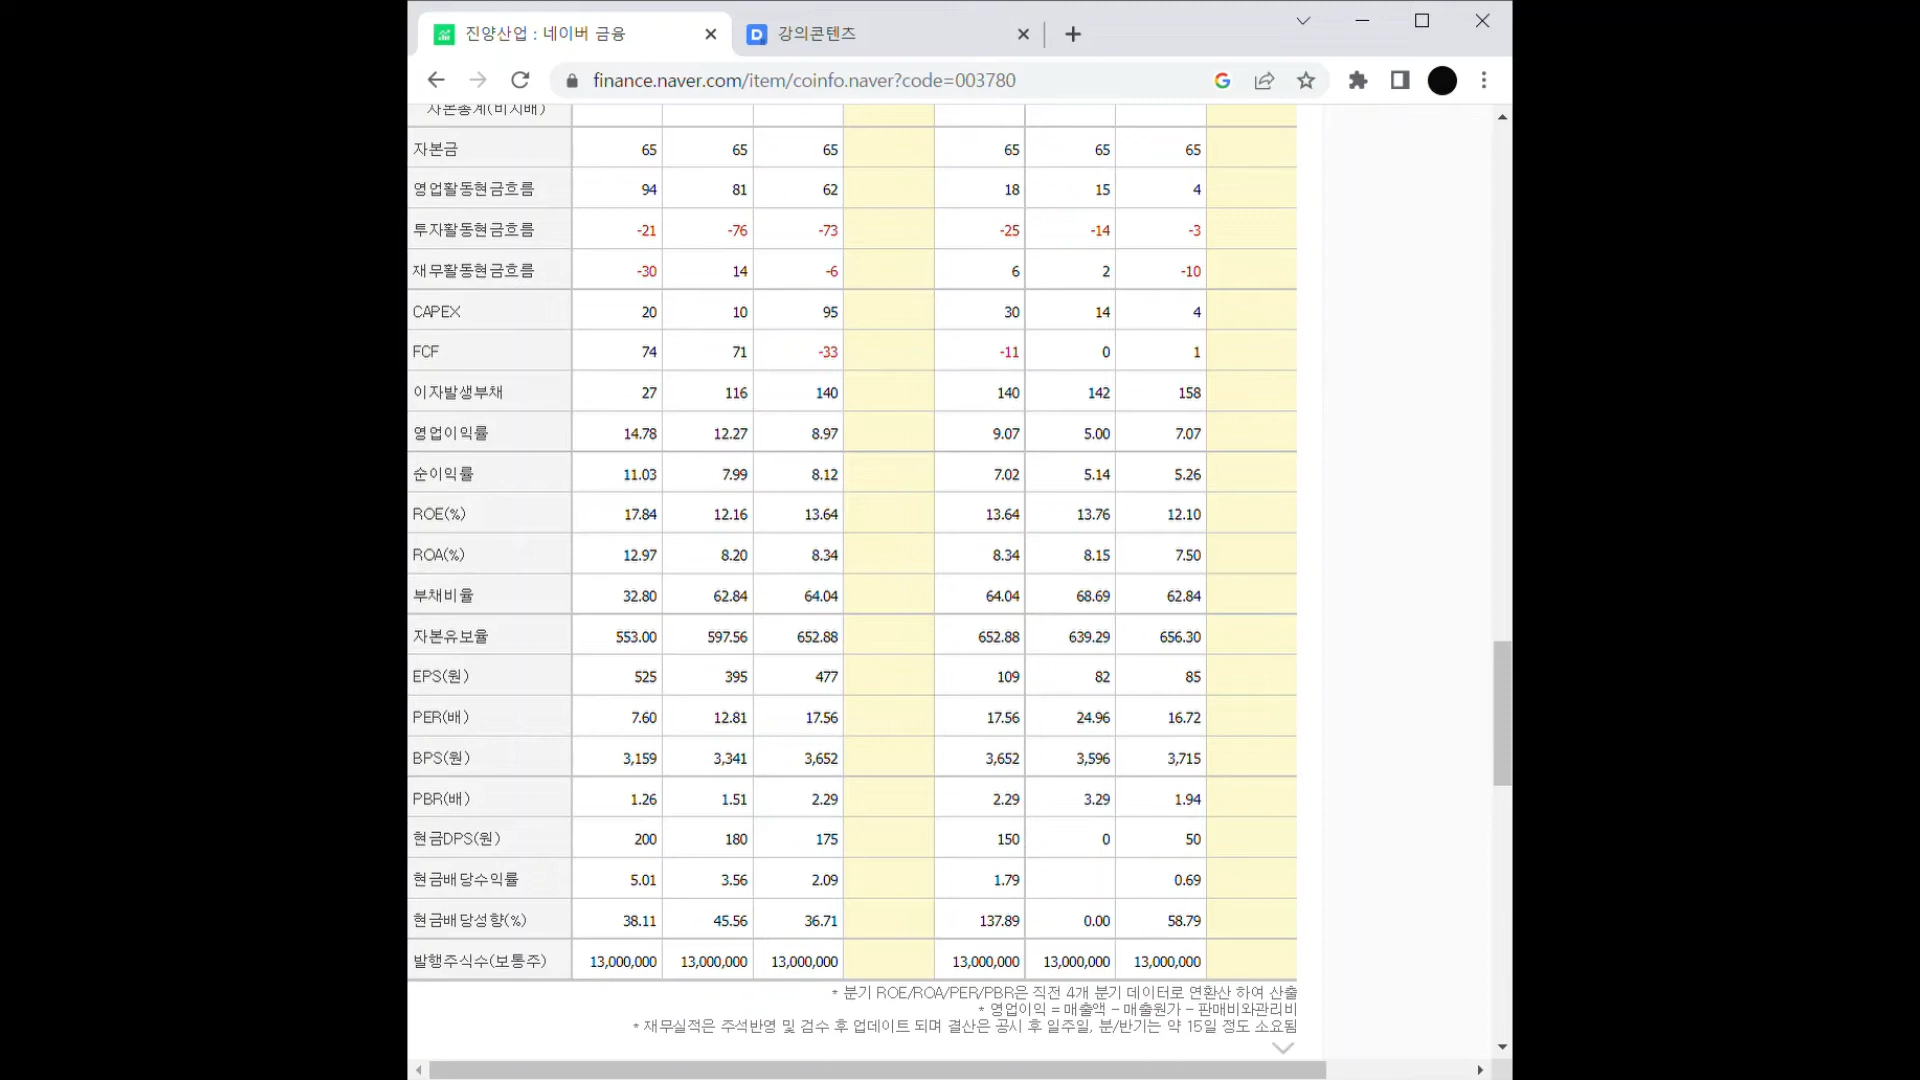 진양산업 : 네이버 금융
강의콘텐츠
finance.naver.com/item/coinfo.naver?code=003780
자본총계(비지배)
자본금 65 65 65 65 65 65
영업활동현금흐름 94 81 62 18 15 4
투자활동현금흐름 -21 -76 -73 -25 -14 -3
재무활동현금흐름 -30 14 -6 6 2 -10
CAPEX 20 10 95 30 14 4
FCF 74 71 -33 -11 0 1
이자발생부채 27 116 140 140 142 158
영업이익률 14.78 12.27 8.97 9.07 5.00 7.07
순이익률 11.03 7.99 8.12 7.02 5.14 5.26
ROE(%) 17.84 12.16 13.64 13.64 13.76 12.10
ROA(%) 12.97 8.20 8.34 8.34 8.15 7.50
부채비율 32.80 62.84 64.04 64.04 68.69 62.84
자본유보율 553.00 597.56 652.88 652.88 639.29 656.30
EPS(원) 525 395 477 109 82 85
PER(배) 7.60 12.81 17.56 17.56 24.96 16.72
BPS(원) 3,159 3,341 3,652 3,652 3,596 3,715
PBR(배) 1.26 1.51 2.29 2.29 3.29 1.94
현금DPS(원) 200 180 175 150 0 50
현금배당수익률 5.01 3.56 2.09 1.79 0.69
현금배당성향(%) 38.11 45.56 36.71 137.89 0.00 58.79
발행주식수(보통주) 13,000,000 13,000,000 13,000,000 13,000,000 13,000,000 13,000,000
* 분기 ROE/ROA/PER/PBR은 직전 4개 분기 데이터로 연환산 하여 산출
* 영업이익 = 매출액 - 매출원가 - 판매비와관리비
* 재무실적은 주석반영 및 검수 후 업데이트 되며 결산은 공시 후 일주일, 분/반기는 약 15일 정도 소요됨